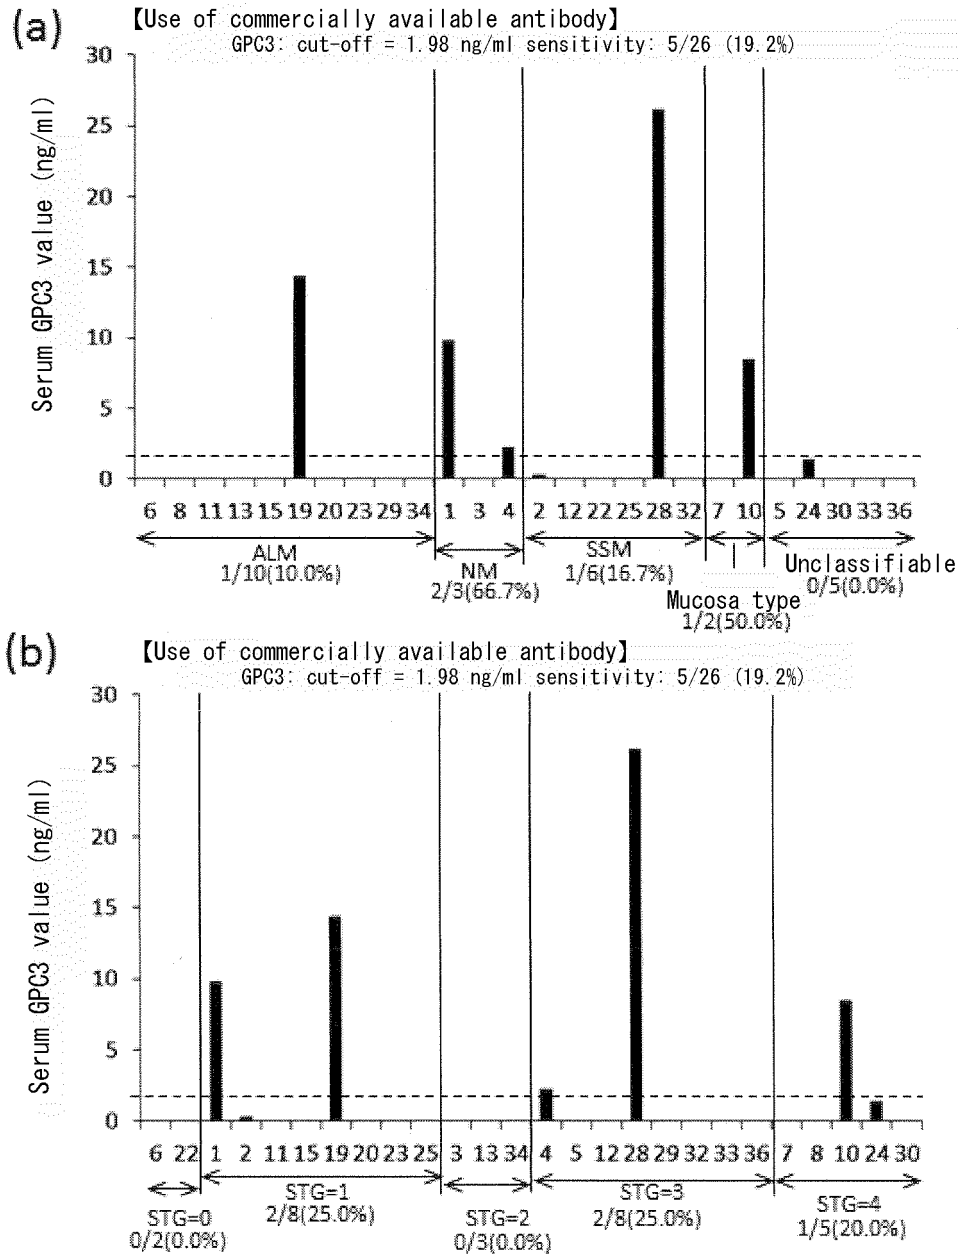 (a)
【Use of commercially available antibody】
GPC3: cut-off = 1.98 ng/ml sensitivity: 5/26 (19.2%)
Serum GPC3 value (ng/ml)
30
25
20
15
10
5
0
6 8 11 13 15 19 20 23 29 34 1 3 4 2 12 22 25 28 32 7 10 5 24 30 33 36
ALM
1/10(10.0%)
NM
2/3(66.7%)
SSM
1/6(16.7%)
Mucosa type
1/2(50.0%)
Unclassifiable
0/5(0.0%)
(b)
【Use of commercially available antibody】
GPC3: cut-off = 1.98 ng/ml sensitivity: 5/26 (19.2%)
Serum GPC3 value (ng/ml)
30
25
20
15
10
5
0
6 22 1 2 11 15 19 20 23 25 3 13 34 4 5 12 28 29 32 33 36 7 8 10 24 30
STG=0
0/2(0.0%)
STG=1
2/8(25.0%)
STG=2
0/3(0.0%)
STG=3
2/8(25.0%)
STG=4
1/5(20.0%)